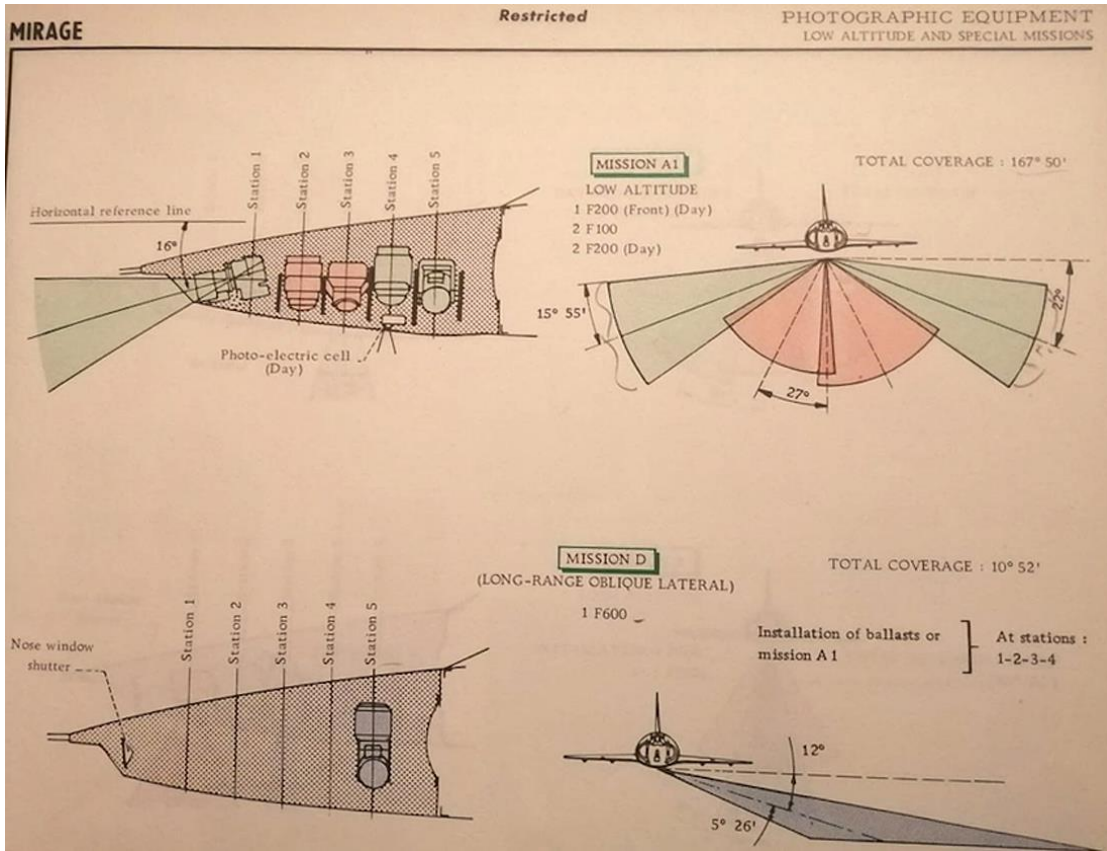 MIRAGE
Restricted
PHOTOGRAPHIC EQUIPMENT
LOW ALTITUDE AND SPECIAL MISSIONS
Station 1
Station 2
Station 3
Station 4
Station 5
Horizontal reference line
16°
Photo-electric cell
(Day)
MISSION A1
LOW ALTITUDE
1 F200 (Front) (Day)
2 F100
2 F200 (Day)
TOTAL COVERAGE : 167° 50'
15° 55'
22°
27°
MISSION D
(LONG-RANGE OBLIQUE LATERAL)
1 F600
TOTAL COVERAGE : 10° 52'
Installation of ballasts or
mission A 1
At stations :
1-2-3-4
Station 1
Station 2
Station 3
Station 4
Station 5
Nose window
shutter
12°
5° 26'